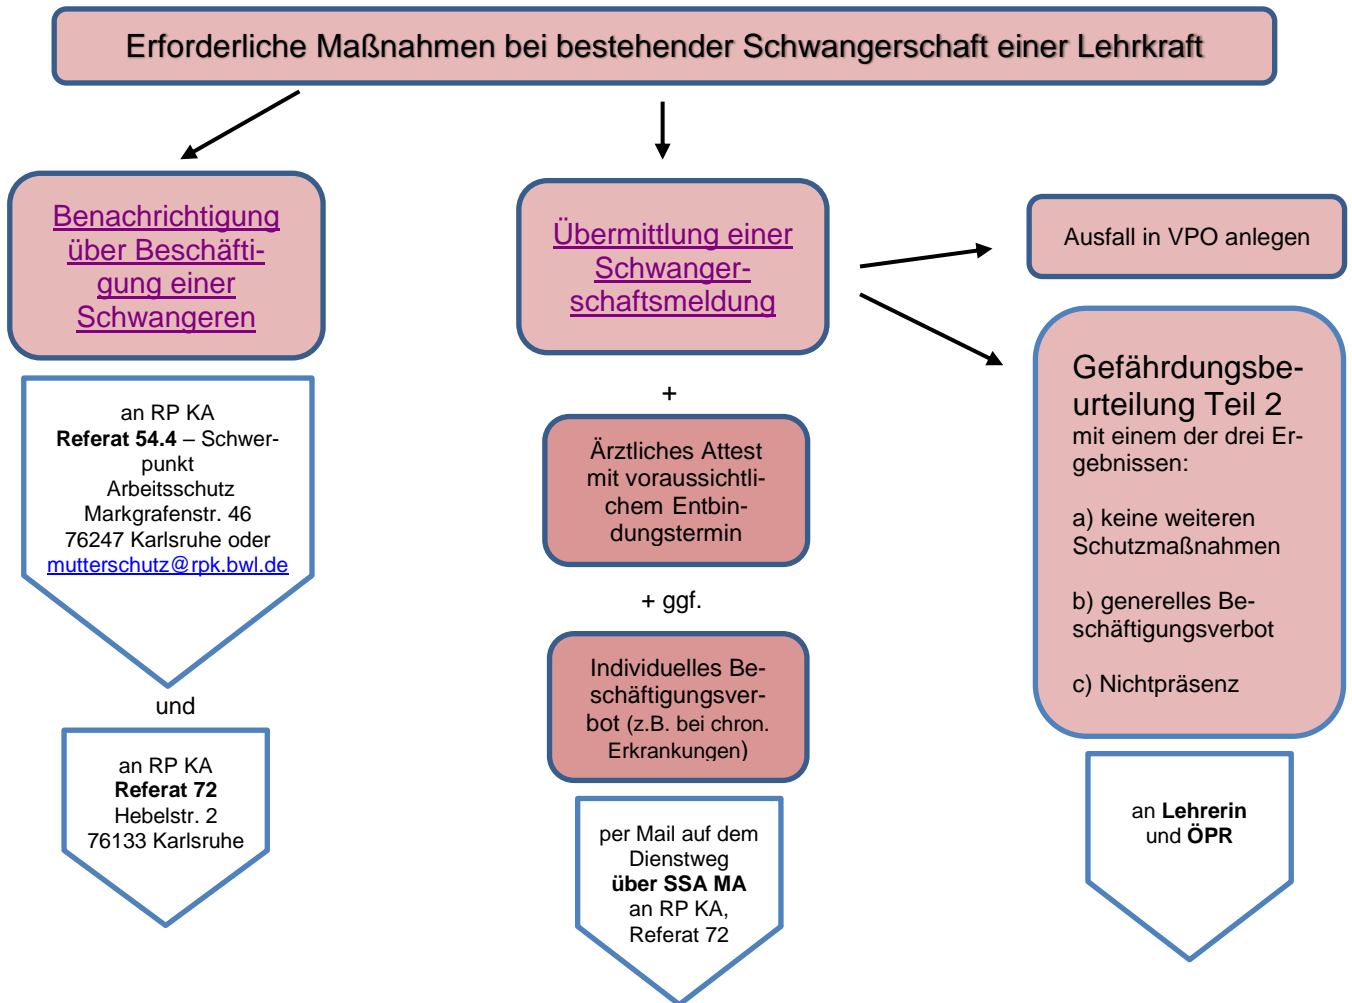 Erforderliche Maßnahmen bei bestehender Schwangerschaft einer Lehrkraft
Benachrichtigung
über Beschäfti-
gung einer
Schwangeren
an RP KA
Referat 54.4 – Schwer-
punkt
Arbeitsschutz
Markgrafenstr. 46
76247 Karlsruhe oder
mutterschutz@rpk.bwl.de
und
an RP KA
Referat 72
Hebelstr. 2
76133 Karlsruhe
Übermittlung einer
Schwanger-
schaftsmeldung
+
Ärztliches Attest
mit voraussichtli-
chem Entbin-
dungstermin
+ ggf.
Individuelles Be-
schäftigungsver-
bot (z.B. bei chron.
Erkrankungen)
per Mail auf dem
Dienstweg
über SSA MA
an RP KA,
Referat 72
Ausfall in VPO anlegen
Gefährdungsbe-
urteilung Teil 2
mit einem der drei Er-
gebnissen:
a) keine weiteren
Schutzmaßnahmen
b) generelles Be-
schäftigungsverbot
c) Nichtpräsenz
an Lehrerin
und ÖPR